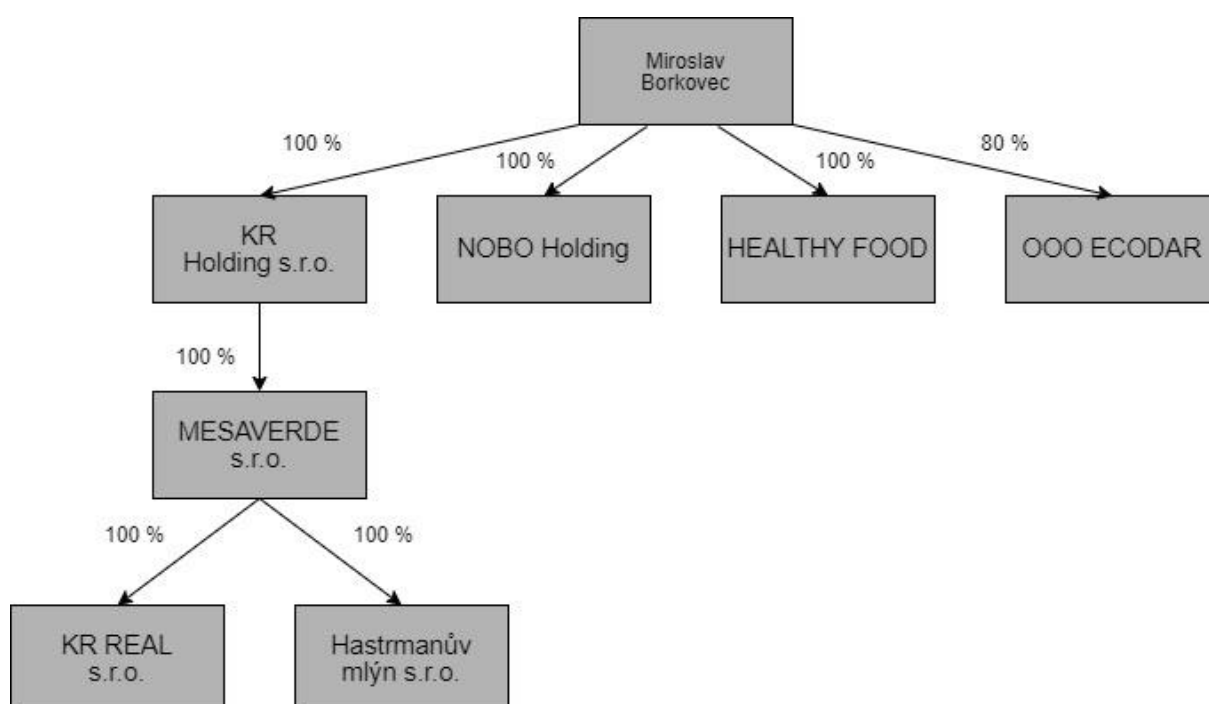 Miroslav
Borkovec
100 %
100 %
100 %
80 %
KR
Holding s.r.o.
NOBO Holding
HEALTHY FOOD
OOO ECODAR
100 %
MESAVERDE
s.r.o.
100 %
100 %
KR REAL
s.r.o.
Hastrmanův
mlýn s.r.o.